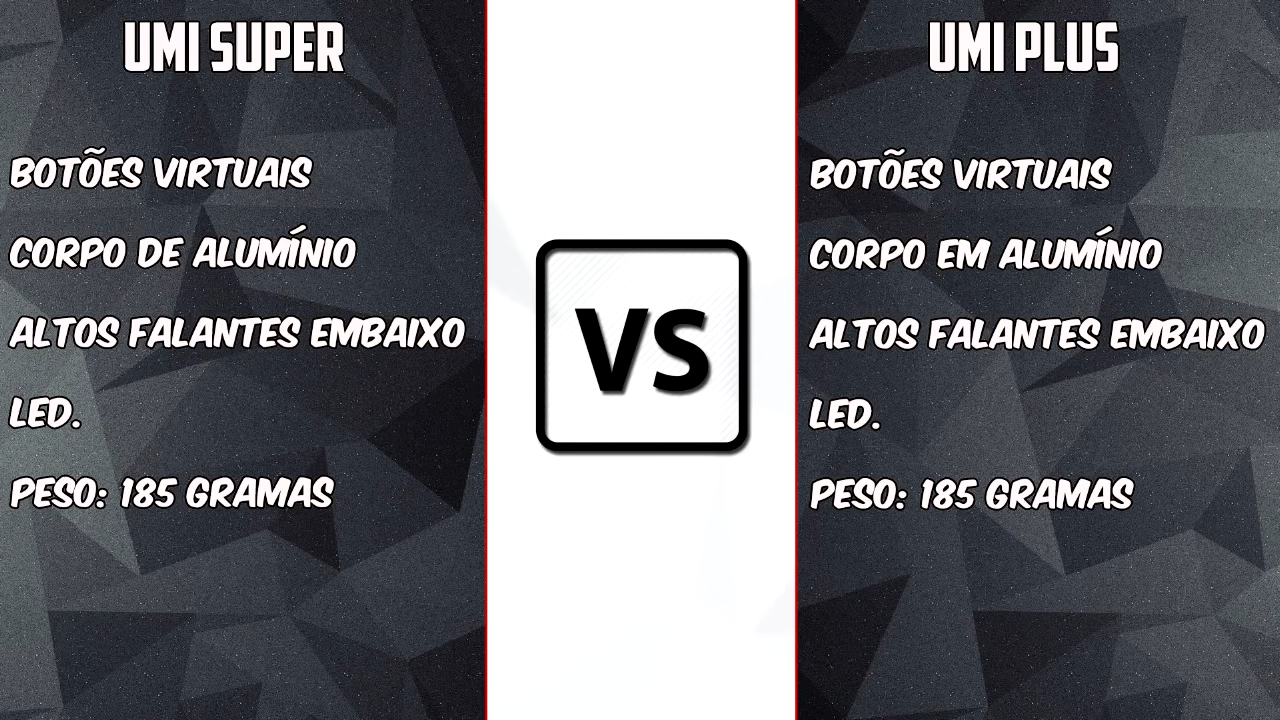 UMI SUPER
BOTÕES VIRTUAIS
CORPO DE ALUMÍNIO
ALTOS FALANTES EMBAIXO
LED.
PESO: 185 GRAMAS
VS
UMI PLUS
BOTÕES VIRTUAIS
CORPO EM ALUMÍNIO
ALTOS FALANTES EMBAIXO
LED.
PESO: 185 GRAMAS